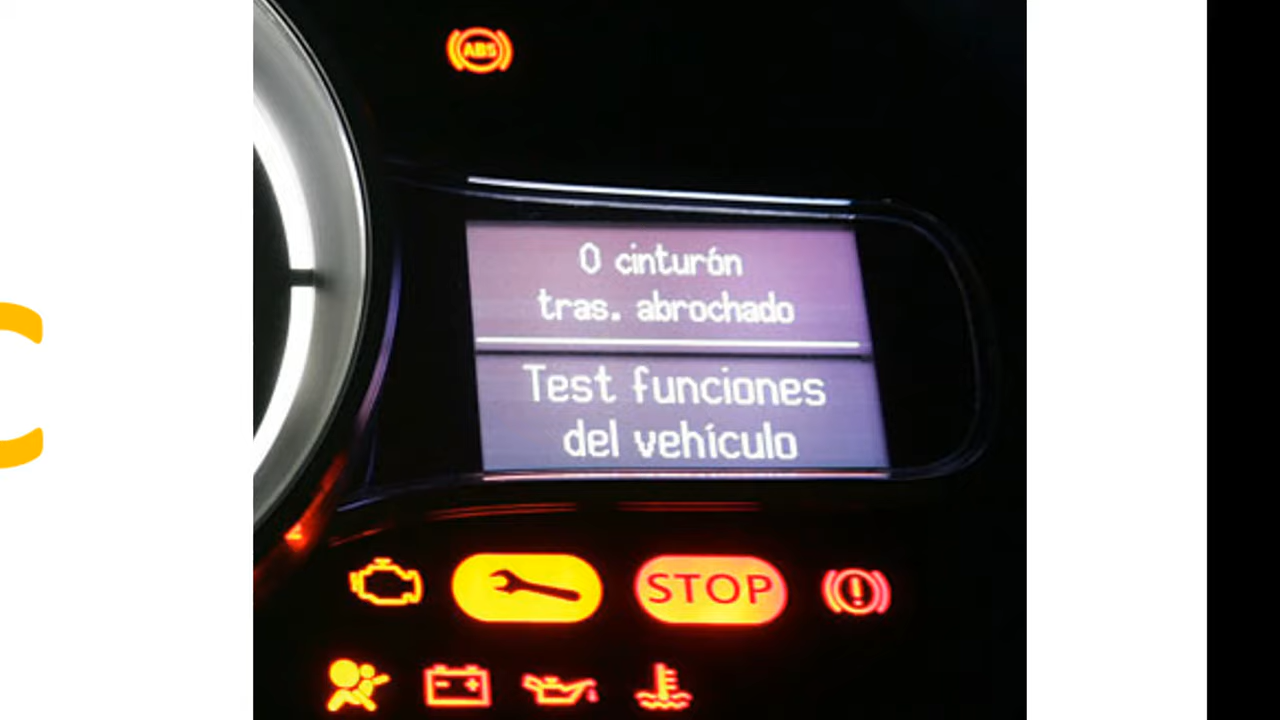 ABS
0 cinturón
tras. abrochado
Test funciones
del vehículo
STOP